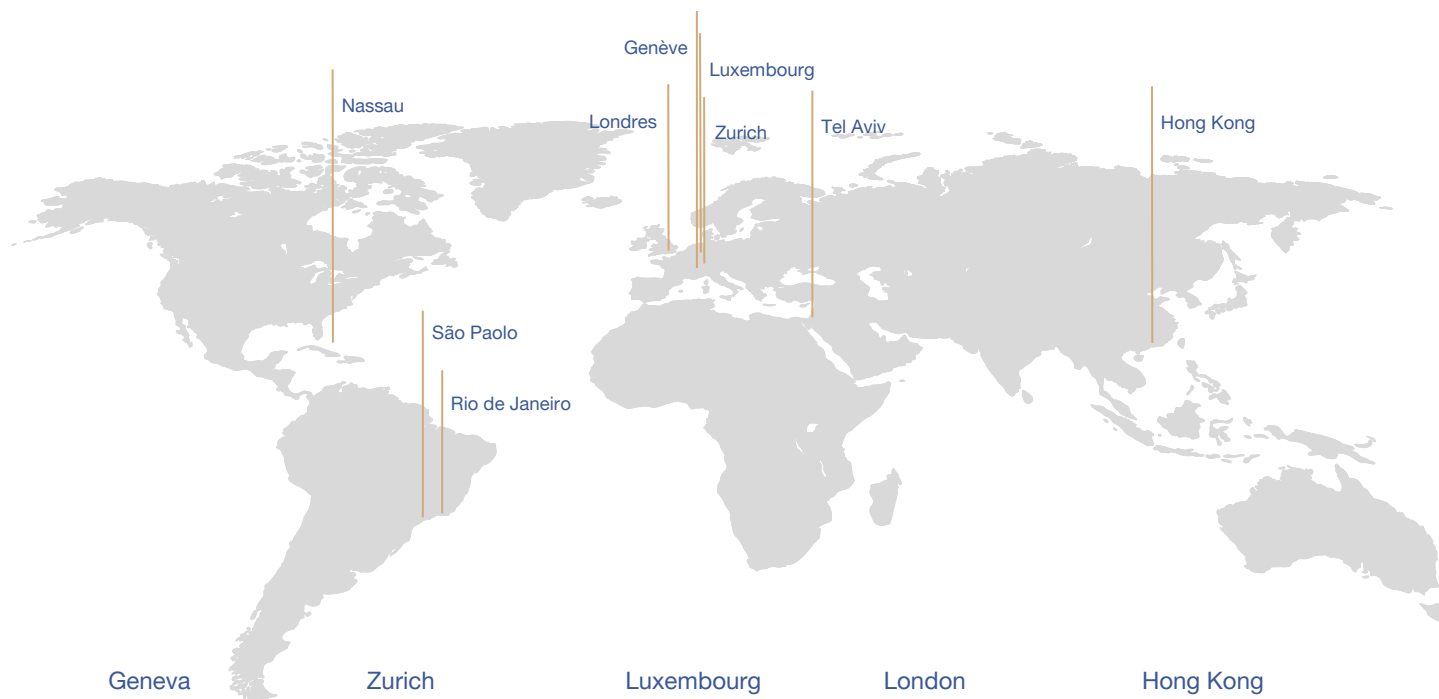 Genève
Luxembourg
Nassau
Londres
Zurich
Tel Aviv
Hong Kong
São Paolo
Rio de Janeiro
Geneva
Zurich
Luxembourg
London
Hong Kong